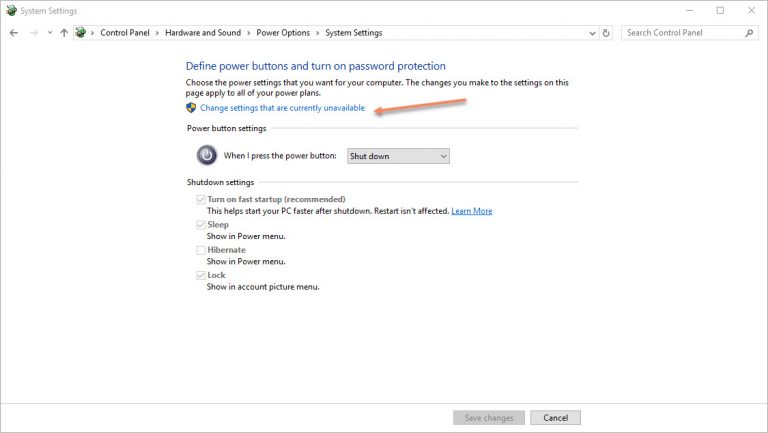 System Settings
Control Panel > Hardware and Sound > Power Options > System Settings
Search Control Panel
Define power buttons and turn on password protection
Choose the power settings that you want for your computer. The changes you make to the settings on this
page apply to all of your power plans.
Change settings that are currently unavailable
Power button settings
When I press the power button: Shut down
Shutdown settings
Turn on fast startup (recommended)
This helps start your PC faster after shutdown. Restart isn't affected. Learn More
Sleep
Show in Power menu.
Hibernate
Show in Power menu.
Lock
Show in account picture menu.
Save changes Cancel